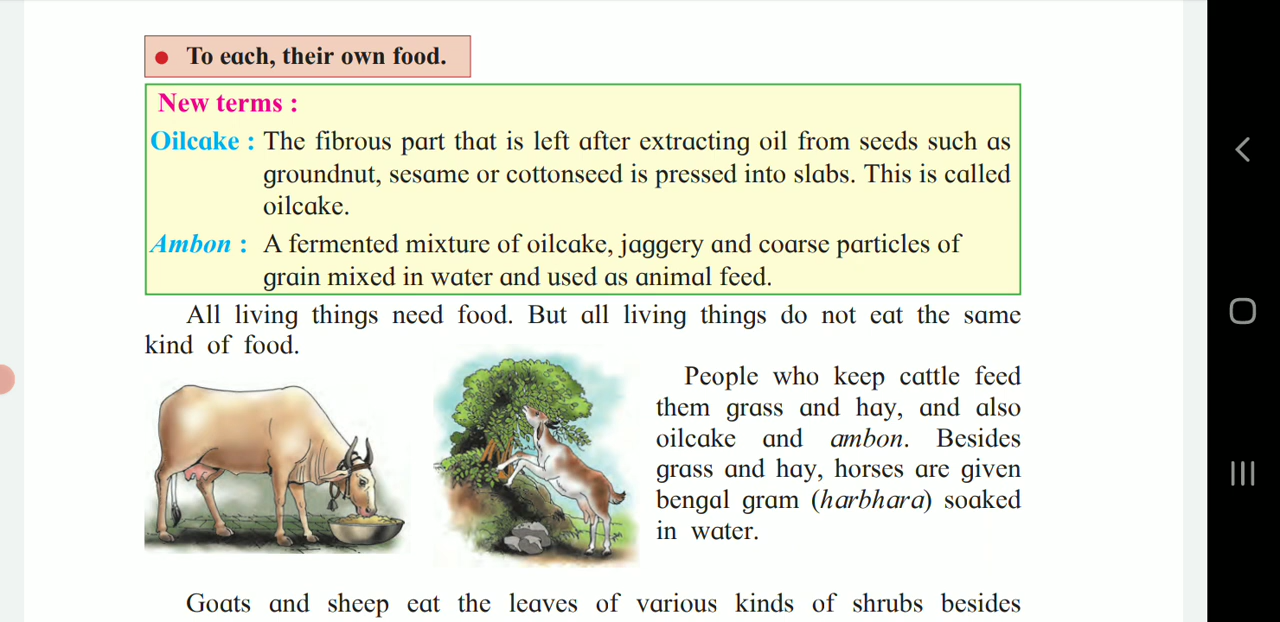 • To each, their own food.
New terms :
Oilcake : The fibrous part that is left after extracting oil from seeds such as
groundnut, sesame or cottonseed is pressed into slabs. This is called
oilcake.
Ambon : A fermented mixture of oilcake, jaggery and coarse particles of
grain mixed in water and used as animal feed.
All living things need food. But all living things do not eat the same
kind of food.
People who keep cattle feed
them grass and hay, and also
oilcake and ambon. Besides
grass and hay, horses are given
bengal gram (harbhara) soaked
in water.
Goats and sheep eat the leaves of various kinds of shrubs besides